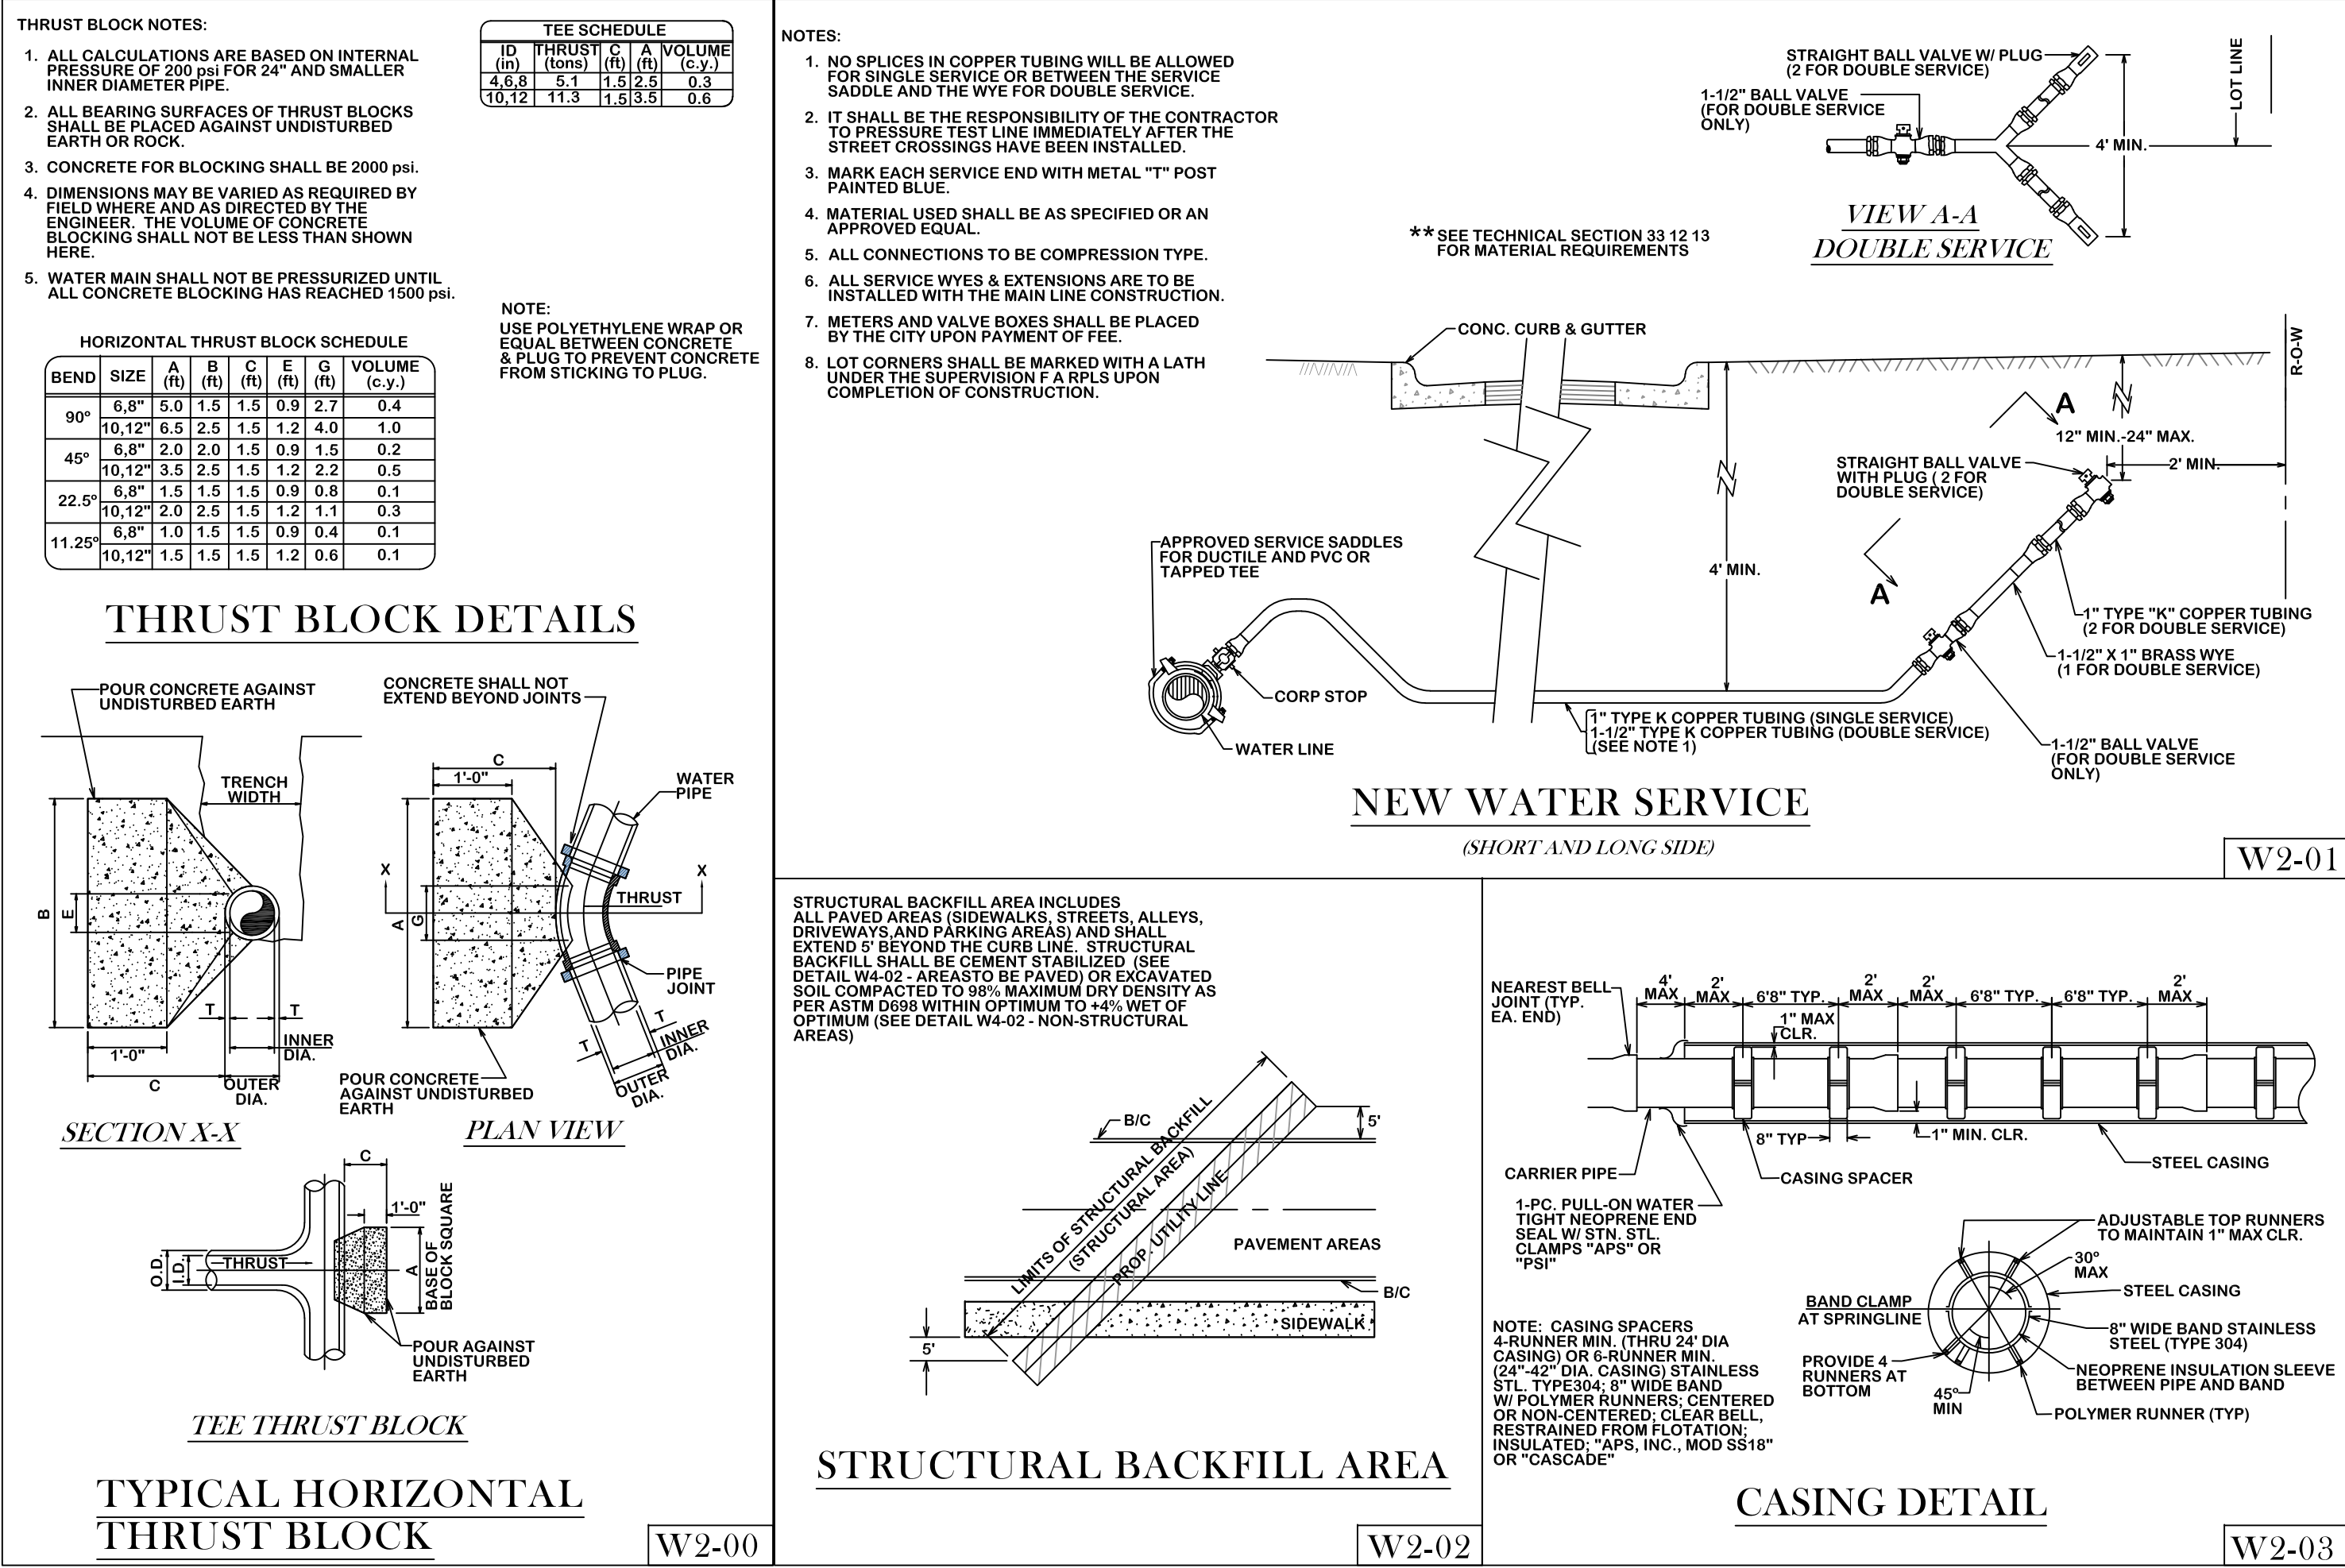 THRUST BLOCK NOTES:
1. ALL CALCULATIONS ARE BASED ON INTERNAL
PRESSURE OF 200 psi FOR 24" AND SMALLER
INNER DIAMETER PIPE.
2. ALL BEARING SURFACES OF THRUST BLOCKS
SHALL BE PLACED AGAINST UNDISTURBED
EARTH OR ROCK.
3. CONCRETE FOR BLOCKING SHALL BE 2000 psi.
4. DIMENSIONS MAY BE VARIED AS REQUIRED BY
FIELD WHERE AND AS DIRECTED BY THE
ENGINEER. THE VOLUME OF CONCRETE
BLOCKING SHALL NOT BE LESS THAN SHOWN
HERE.
5. WATER MAIN SHALL NOT BE PRESSURIZED UNTIL
ALL CONCRETE BLOCKING HAS REACHED 1500 psi.
TEE SCHEDULE
ID THRUST C A VOLUME
(in) (tons) (ft) (ft) (c.y.)
4,6,8 5.1 1.5 2.5 0.3
10,12 11.3 1.5 3.5 0.6
NOTE:
USE POLYETHYLENE WRAP OR
EQUAL BETWEEN CONCRETE
& PLUG TO PREVENT CONCRETE
FROM STICKING TO PLUG.
HORIZONTAL THRUST BLOCK SCHEDULE
BEND SIZE A (ft) B (ft) C (ft) E (ft) G (ft) VOLUME (c.y.)
90º 6,8" 5.0 1.5 1.5 0.9 2.7 0.4
10,12" 6.5 2.5 1.5 1.2 4.0 1.0
45º 6,8" 2.0 2.0 1.5 0.9 1.5 0.2
10,12" 3.5 2.5 1.5 1.2 2.2 0.5
22.5º 6,8" 1.5 1.5 1.5 0.9 0.8 0.1
10,12" 2.0 2.5 1.5 1.2 1.1 0.3
11.25º 6,8" 1.0 1.5 1.5 0.9 0.4 0.1
10,12" 1.5 1.5 1.5 1.2 0.6 0.1
THRUST BLOCK DETAILS
POUR CONCRETE AGAINST
UNDISTURBED EARTH
TRENCH
WIDTH
B
E
T
T
1'-0"
INNER
DIA.
C
OUTER
DIA.
SECTION X-X
CONCRETE SHALL NOT
EXTEND BEYOND JOINTS
C
1'-0"
WATER
PIPE
X
X
THRUST
A
G
PIPE
JOINT
T
T
INNER
DIA.
OUTER
DIA.
POUR CONCRETE
AGAINST UNDISTURBED
EARTH
PLAN VIEW
C
1'-0"
O.D.
I.D.
THRUST
A
BASE OF
BLOCK SQUARE
POUR AGAINST
UNDISTURBED
EARTH
TEE THRUST BLOCK
TYPICAL HORIZONTAL
THRUST BLOCK
W2-00
NOTES:
1. NO SPLICES IN COPPER TUBING WILL BE ALLOWED
FOR SINGLE SERVICE OR BETWEEN THE SERVICE
SADDLE AND THE WYE FOR DOUBLE SERVICE.
2. IT SHALL BE THE RESPONSIBILITY OF THE CONTRACTOR
TO PRESSURE TEST LINE IMMEDIATELY AFTER THE
STREET CROSSINGS HAVE BEEN INSTALLED.
3. MARK EACH SERVICE END WITH METAL "T" POST
PAINTED BLUE.
4. MATERIAL USED SHALL BE AS SPECIFIED OR AN
APPROVED EQUAL.
5. ALL CONNECTIONS TO BE COMPRESSION TYPE.
6. ALL SERVICE WYES & EXTENSIONS ARE TO BE
INSTALLED WITH THE MAIN LINE CONSTRUCTION.
7. METERS AND VALVE BOXES SHALL BE PLACED
BY THE CITY UPON PAYMENT OF FEE.
8. LOT CORNERS SHALL BE MARKED WITH A LATH
UNDER THE SUPERVISION F A RPLS UPON
COMPLETION OF CONSTRUCTION.
**SEE TECHNICAL SECTION 33 12 13
FOR MATERIAL REQUIREMENTS
STRAIGHT BALL VALVE W/ PLUG
(2 FOR DOUBLE SERVICE)
1-1/2" BALL VALVE
(FOR DOUBLE SERVICE
ONLY)
4' MIN.
LOT LINE
VIEW A-A
DOUBLE SERVICE
CONC. CURB & GUTTER
R-O-W
A
12" MIN.-24" MAX.
STRAIGHT BALL VALVE
WITH PLUG ( 2 FOR
DOUBLE SERVICE)
2' MIN.
APPROVED SERVICE SADDLES
FOR DUCTILE AND PVC OR
TAPPED TEE
4' MIN.
A
1" TYPE "K" COPPER TUBING
(2 FOR DOUBLE SERVICE)
1-1/2" X 1" BRASS WYE
(1 FOR DOUBLE SERVICE)
CORP STOP
WATER LINE
1" TYPE K COPPER TUBING (SINGLE SERVICE)
1-1/2" TYPE K COPPER TUBING (DOUBLE SERVICE)
(SEE NOTE 1)
1-1/2" BALL VALVE
(FOR DOUBLE SERVICE
ONLY)
NEW WATER SERVICE
(SHORT AND LONG SIDE)
W2-01
STRUCTURAL BACKFILL AREA INCLUDES
ALL PAVED AREAS (SIDEWALKS, STREETS, ALLEYS,
DRIVEWAYS,AND PARKING AREAS) AND SHALL
EXTEND 5' BEYOND THE CURB LINE. STRUCTURAL
BACKFILL SHALL BE CEMENT STABILIZED (SEE
DETAIL W4-02 - AREASTO BE PAVED) OR EXCAVATED
SOIL COMPACTED TO 98% MAXIMUM DRY DENSITY AS
PER ASTM D698 WITHIN OPTIMUM TO +4% WET OF
OPTIMUM (SEE DETAIL W4-02 - NON-STRUCTURAL
AREAS)
B/C
5'
LIMITS OF STRUCTURAL BACKFILL
(STRUCTURAL AREA)
PROP. UTILITY LINE
PAVEMENT AREAS
B/C
SIDEWALK
5'
STRUCTURAL BACKFILL AREA
W2-02
NEAREST BELL
JOINT (TYP.
EA. END)
4'
MAX
2'
MAX
6'8" TYP.
2'
MAX
2'
MAX
6'8" TYP.
6'8" TYP.
2'
MAX
1" MAX
CLR.
8" TYP
1" MIN. CLR.
CARRIER PIPE
CASING SPACER
STEEL CASING
1-PC. PULL-ON WATER
TIGHT NEOPRENE END
SEAL W/ STN. STL.
CLAMPS "APS" OR
"PSI"
ADJUSTABLE TOP RUNNERS
TO MAINTAIN 1" MAX CLR.
30º
MAX
STEEL CASING
BAND CLAMP
AT SPRINGLINE
8" WIDE BAND STAINLESS
STEEL (TYPE 304)
PROVIDE 4
RUNNERS AT
BOTTOM
NEOPRENE INSULATION SLEEVE
BETWEEN PIPE AND BAND
45º
MIN
POLYMER RUNNER (TYP)
NOTE: CASING SPACERS
4-RUNNER MIN. (THRU 24' DIA
CASING) OR 6-RUNNER MIN.
(24"-42" DIA. CASING) STAINLESS
STL. TYPE304; 8" WIDE BAND
W/ POLYMER RUNNERS; CENTERED
OR NON-CENTERED; CLEAR BELL,
RESTRAINED FROM FLOTATION;
INSULATED; "APS, INC., MOD SS18"
OR "CASCADE"
CASING DETAIL
W2-03